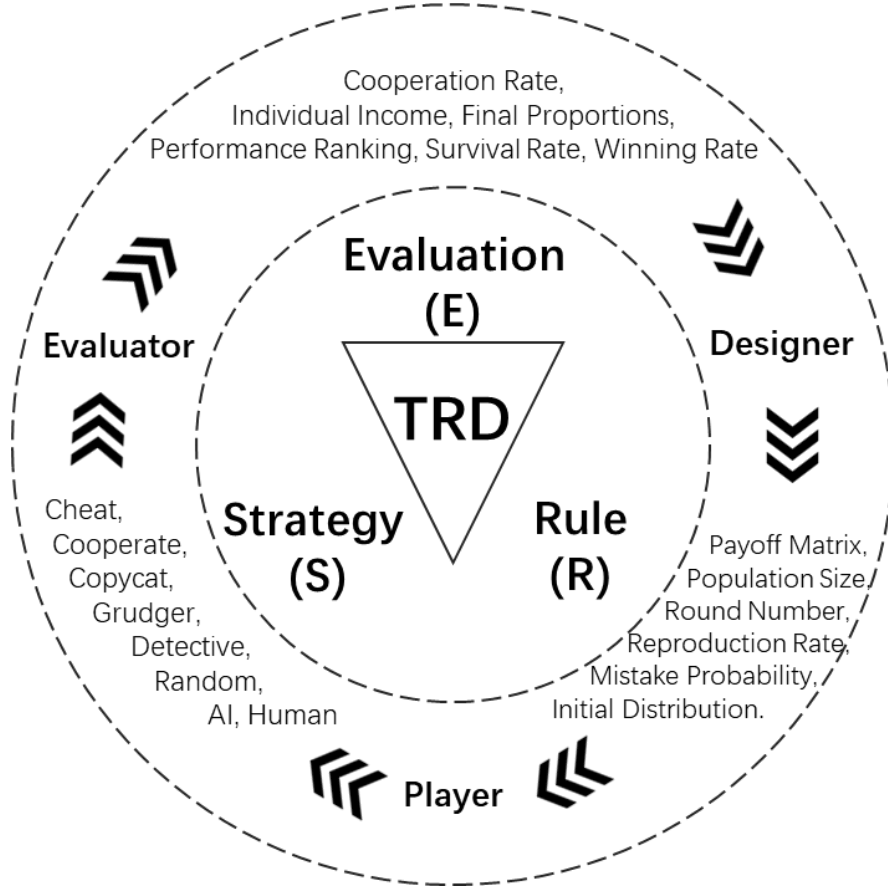 Cooperation Rate,
Individual Income, Final Proportions,
Performance Ranking, Survival Rate, Winning Rate
Evaluation
(E)
Evaluator
Designer
TRD
Strategy
(S)
Rule
(R)
Cheat,
Cooperate,
Copycat,
Grudger,
Detective,
Random,
AI, Human
Payoff Matrix,
Population Size,
Round Number,
Reproduction Rate,
Mistake Probability,
Initial Distribution.
Player